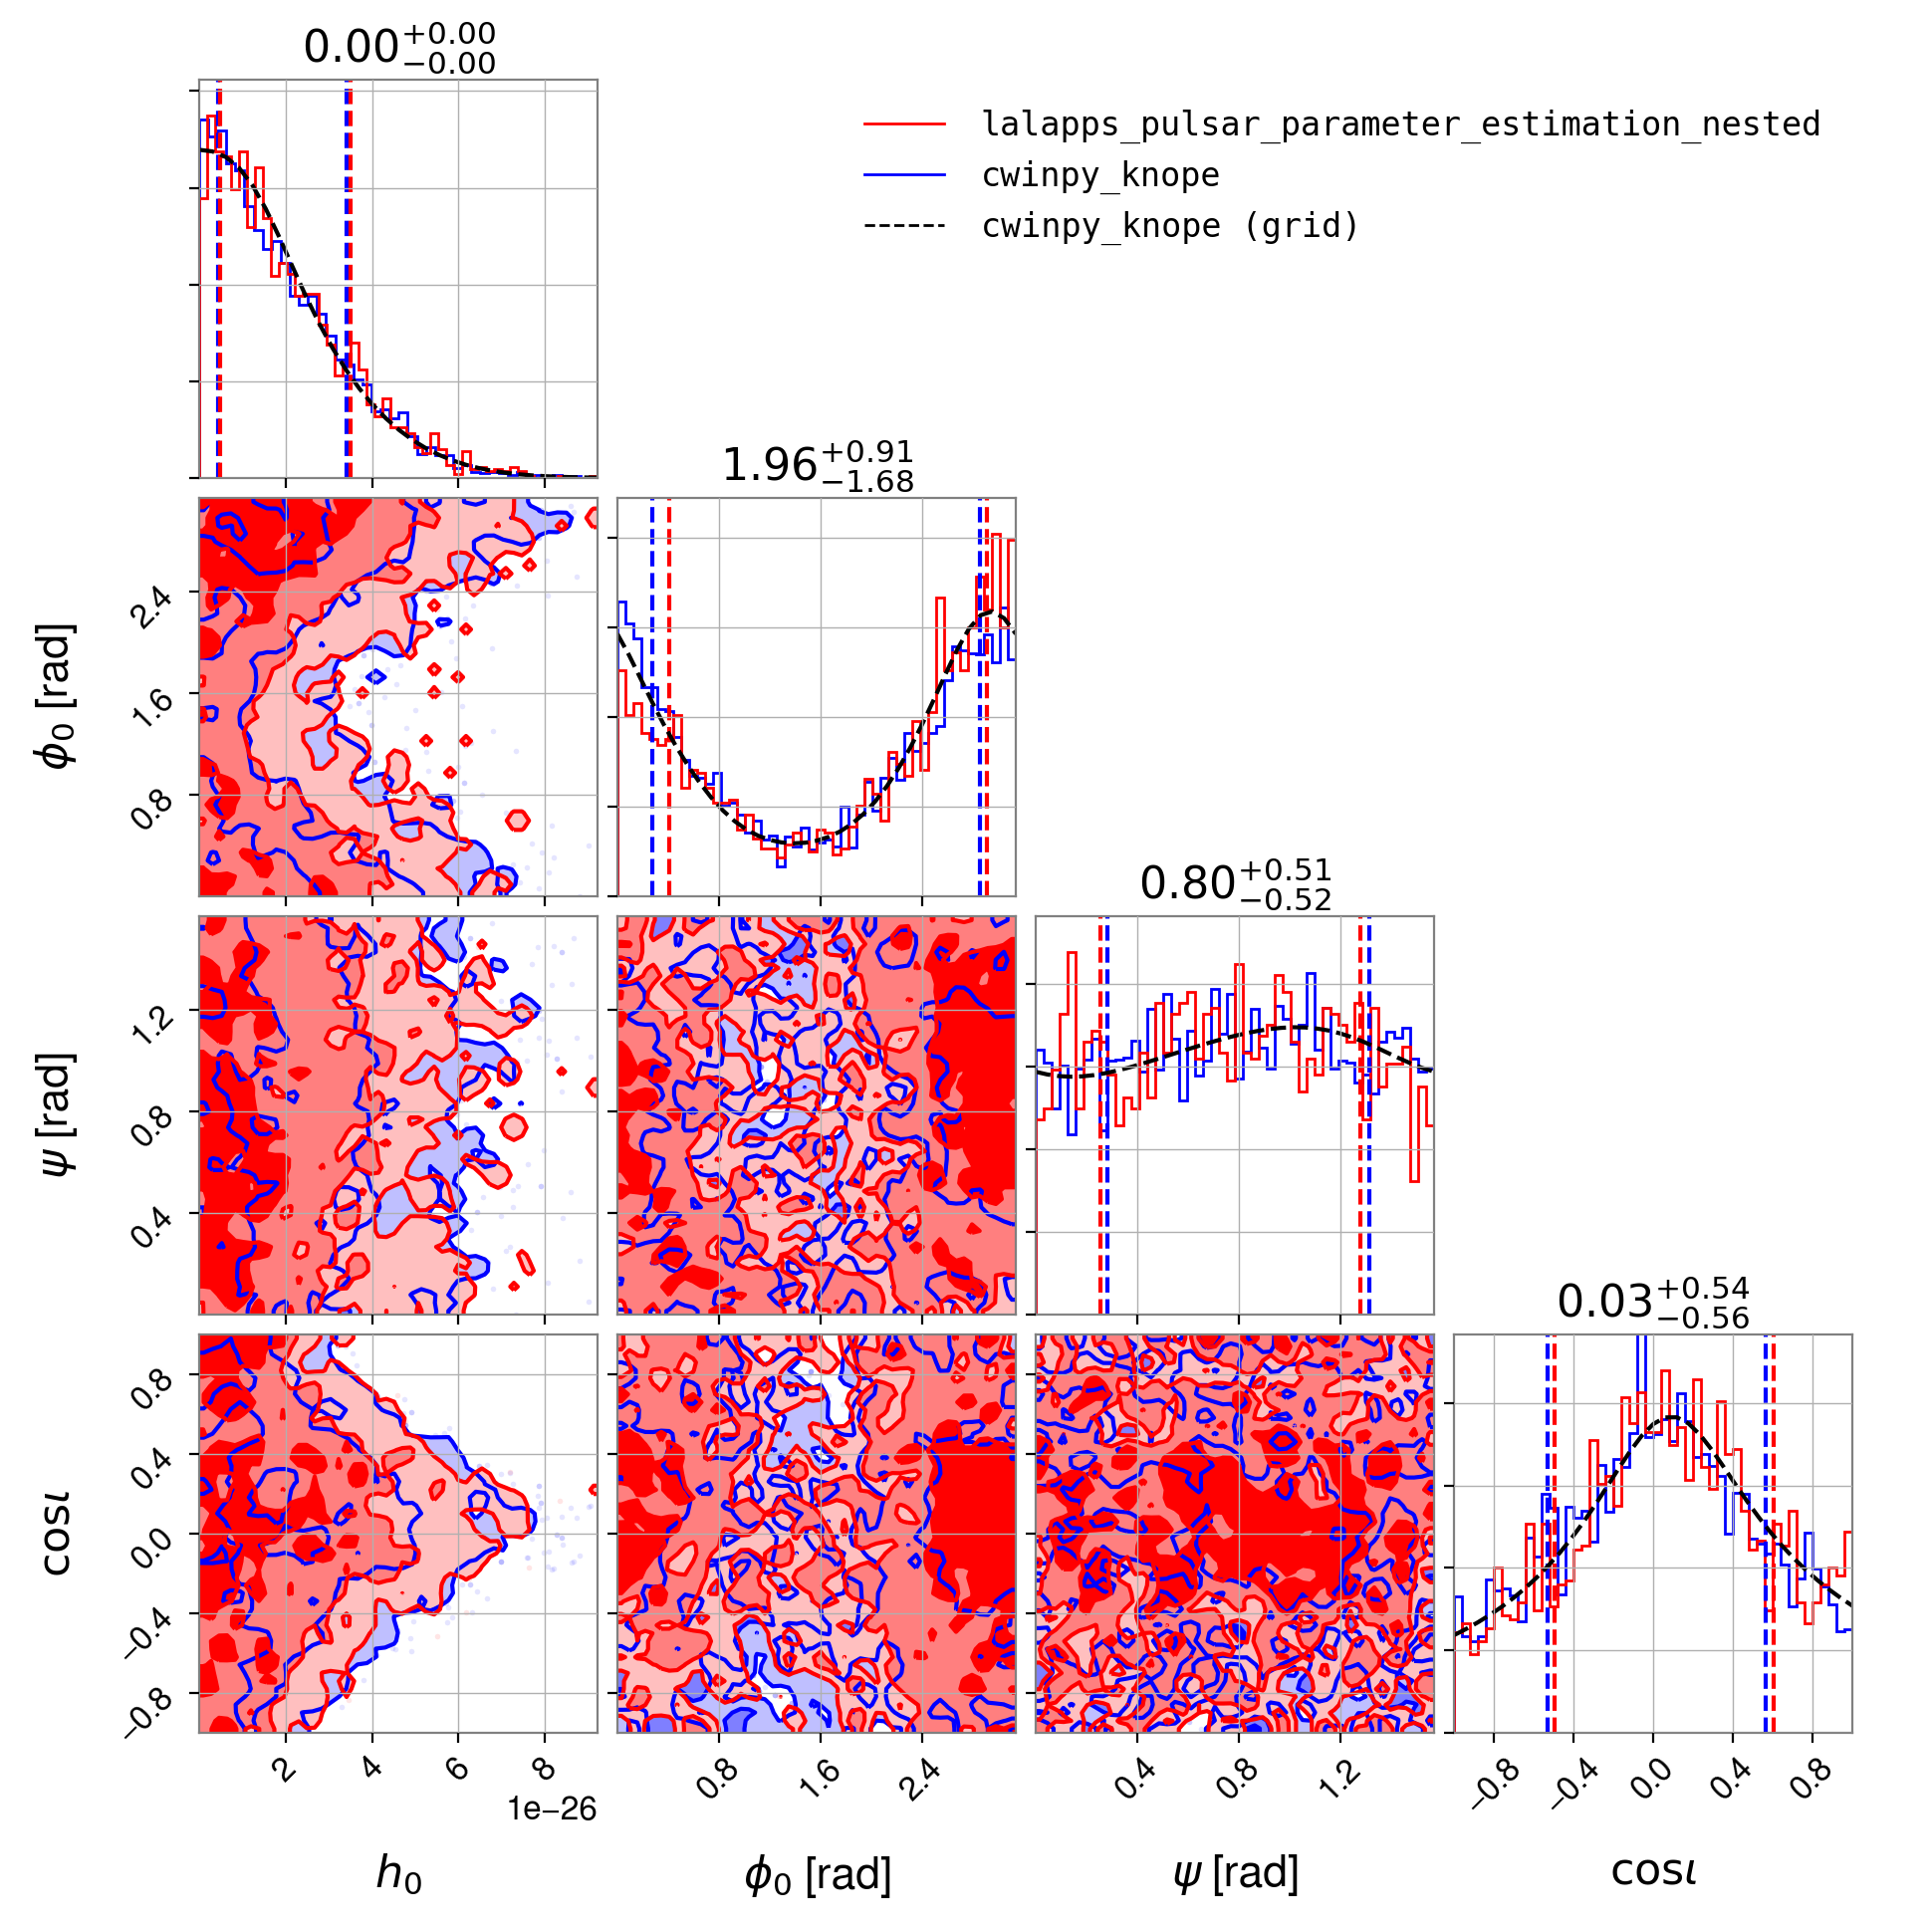 0.00+0.00−0.00
lalapps_pulsar_parameter_estimation_nested
cwinpy_knope
cwinpy_knope (grid)
1.96+0.91−1.68
ϕ0 [rad]
2.4
1.6
0.8
0.80+0.51−0.52
ψ [rad]
1.2
0.8
0.4
0.03+0.54−0.56
cosι
0.8
0.4
0.0
−0.4
−0.8
2 4 6 8
1e−26
0.8 1.6 2.4
0.4 0.8 1.2
−0.8 −0.4 0.0 0.4 0.8
h0
ϕ0 [rad]
ψ [rad]
cosι